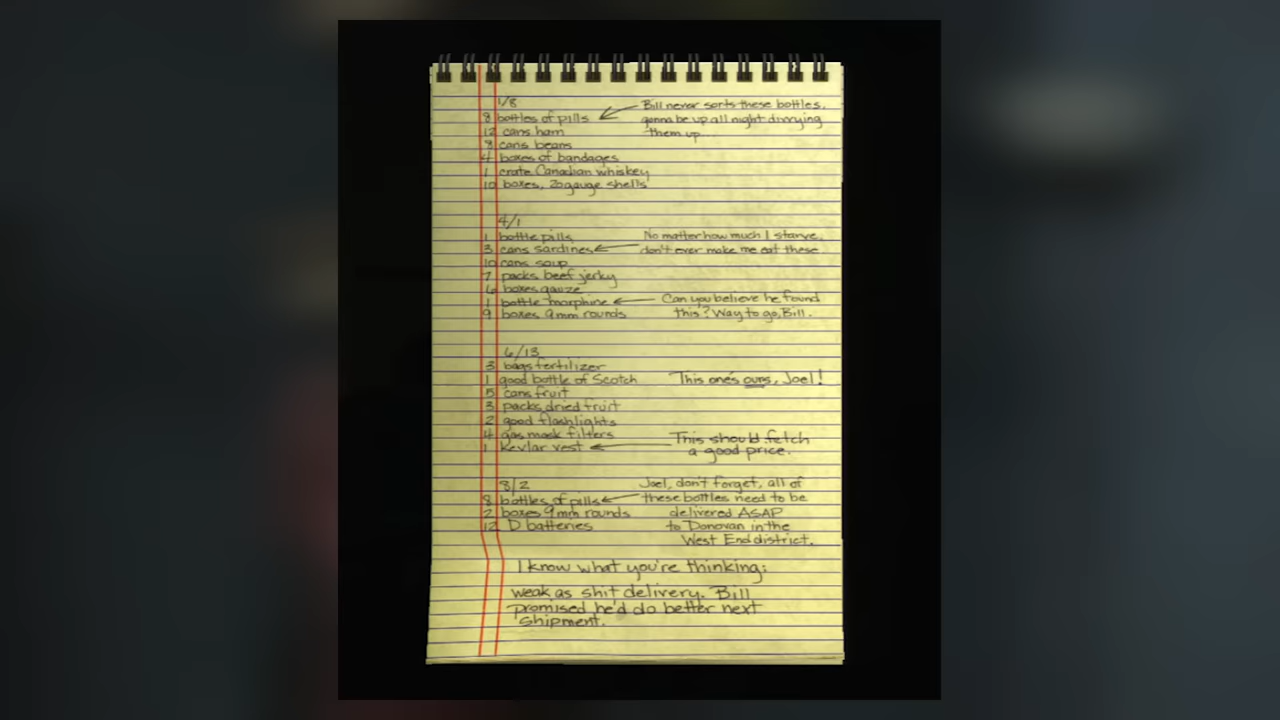 1/8
8 bottles of pills
Bill never sorts these bottles.
gonna be up all night divvying
them up...
12 cans ham
8 cans beans
4 boxes of bandages
1 crate Canadian whiskey
10 boxes, 20 gauge shells
4/1
1 bottle pills
3 cans sardines
No matter how much I starve,
don't ever make me eat these.
10 cans soup
7 packs beef jerky
6 boxes gauze
1 bottle morphine
Can you believe he found
this? Way to go, Bill.
9 boxes 9mm rounds
6/13
3 bags fertilizer
1 good bottle of Scotch
This one's ours, Joel!
5 cans fruit
3 packs dried fruit
2 good flashlights
4 gas mask filters
1 Kevlar vest
This should fetch
a good price.
8/2
8 bottles of pills
Joel, don't forget, all of
these bottles need to be
delivered ASAP
to Donovan in the
West End district.
2 boxes 9mm rounds
12 D batteries
I know what you're thinking:
weak as shit delivery. Bill
promised he'd do better next
shipment.